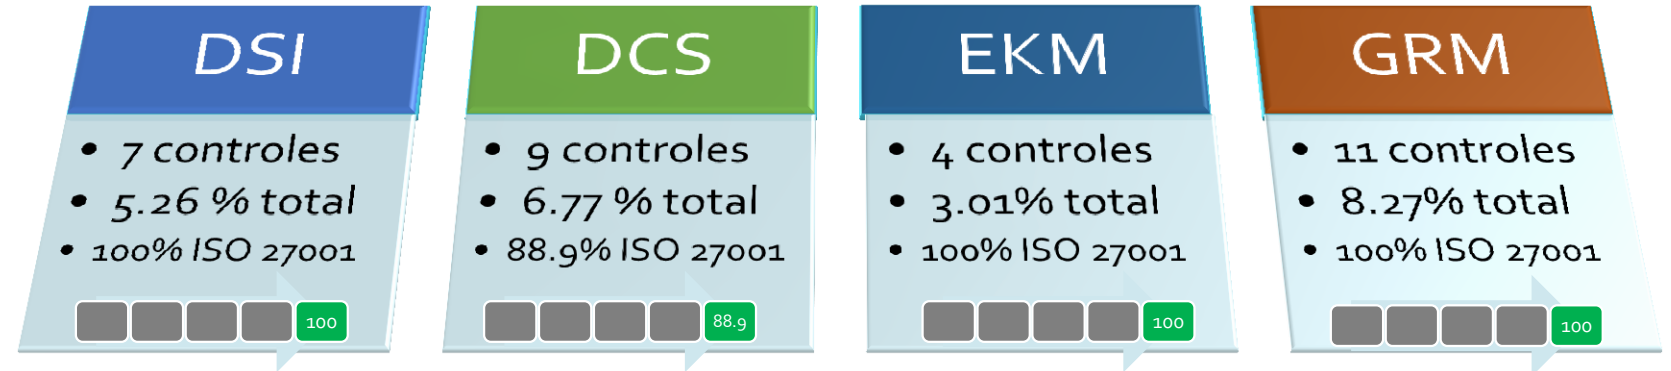 DSI
• 7 controles
• 5.26 % total
• 100% ISO 27001
100
DCS
• 9 controles
• 6.77 % total
• 88.9% ISO 27001
88.9
EKM
• 4 controles
• 3.01% total
• 100% ISO 27001
100
GRM
• 11 controles
• 8.27% total
• 100% ISO 27001
100